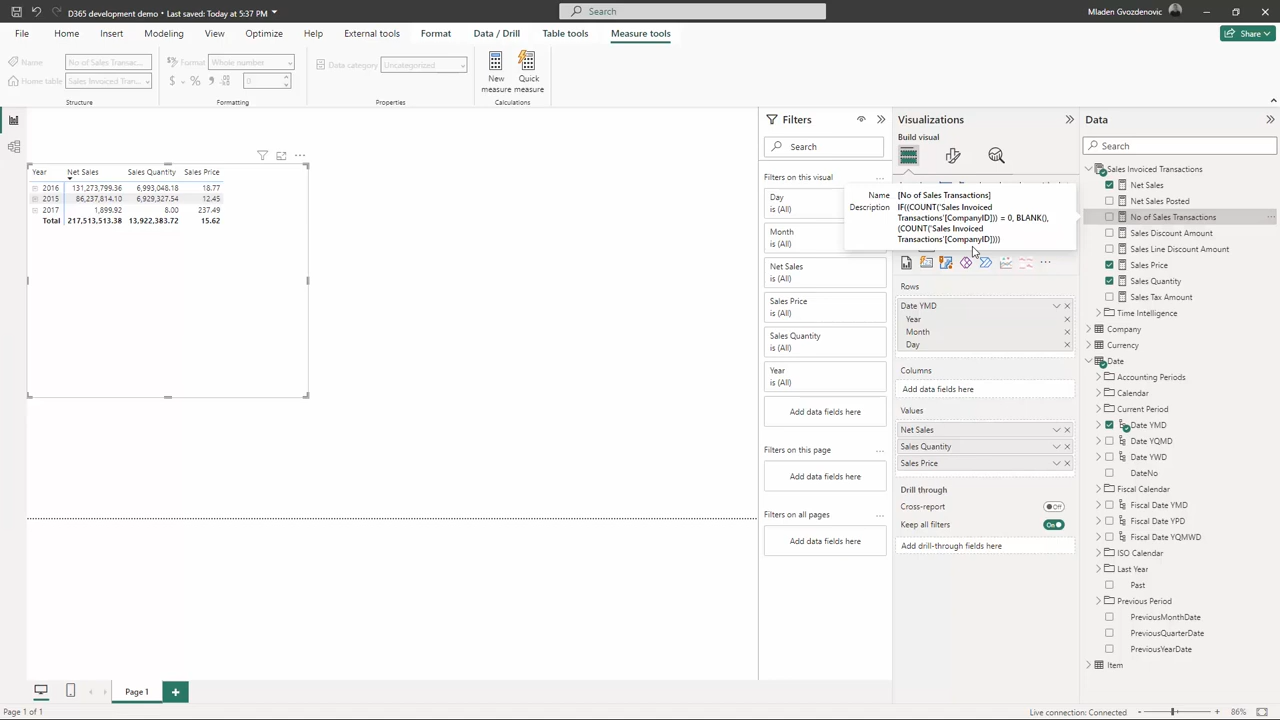 D365 development demo • Last saved: Today at 5:37 PM
Search
Mladen Gvozdenovic
File
Home
Insert
Modeling
View
Optimize
Help
External tools
Format
Data / Drill
Table tools
Measure tools
Share
Name
No of Sales Transac...
Format
Whole number
Data category
Uncategorized
New
measure
Quick
measure
Home table
Sales Invoiced Tran...
$
%
0
Structure
Formatting
Properties
Calculations
Year
Net Sales
Sales Quantity
Sales Price
2016
131,273,799.36
6,993,048.18
18.77
2015
86,237,814.10
6,929,327.54
12.45
2017
1,899.92
8.00
237.49
Total
217,513,513.38
13,922,383.72
15.62
Filters
Search
Filters on this visual
Day
is (All)
Month
is (All)
Net Sales
is (All)
Sales Price
is (All)
Sales Quantity
is (All)
Year
is (All)
Add data fields here
Filters on this page
Add data fields here
Filters on all pages
Add data fields here
Visualizations
Build visual
Name
[No of Sales Transactions]
Description
IF((COUNT('Sales Invoiced
Transactions'[CompanyID])) = 0, BLANK(),
(COUNT('Sales Invoiced
Transactions'[CompanyID])))
Rows
Date YMD
Year
Month
Day
Columns
Add data fields here
Values
Net Sales
Sales Quantity
Sales Price
Drill through
Cross-report
Off
Keep all filters
On
Add drill-through fields here
Data
Search
Sales Invoiced Transactions
Net Sales
Net Sales Posted
No of Sales Transactions
Sales Discount Amount
Sales Line Discount Amount
Sales Price
Sales Quantity
Sales Tax Amount
Time Intelligence
Company
Currency
Date
Accounting Periods
Calendar
Current Period
Date YMD
Date YQMD
Date YWD
DateNo
Fiscal Calendar
Fiscal Date YMD
Fiscal Date YPD
Fiscal Date YQMWD
ISO Calendar
Last Year
Past
Previous Period
PreviousMonthDate
PreviousQuarterDate
PreviousYearDate
Item
Page 1
Page 1 of 1
Live connection: Connected
86%